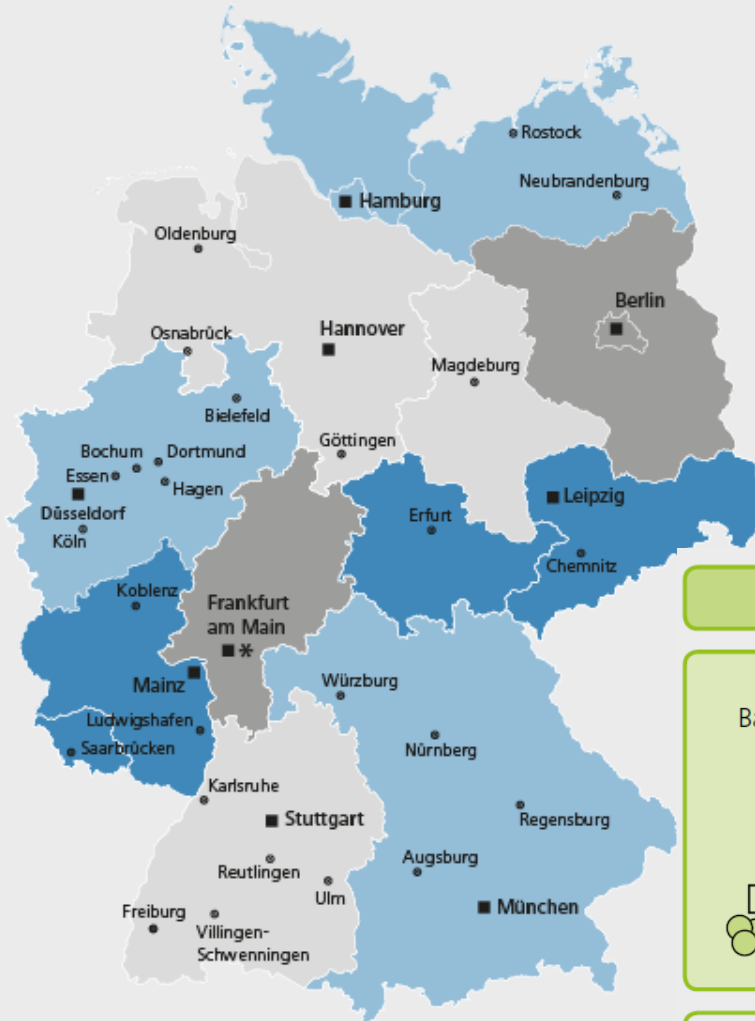 Rostock
Neubrandenburg
Hamburg
Oldenburg
Berlin
Osnabrück
Hannover
Magdeburg
Bielefeld
Göttingen
Bochum
Dortmund
Essen
Hagen
Düsseldorf
Köln
Leipzig
Erfurt
Chemnitz
Koblenz
Frankfurt
am Main
*
Mainz
Würzburg
Ludwigshafen
Saarbrücken
Nürnberg
Karlsruhe
Stuttgart
Regensburg
Reutlingen
Augsburg
Ulm
München
Freiburg
Villingen-
Schwenningen